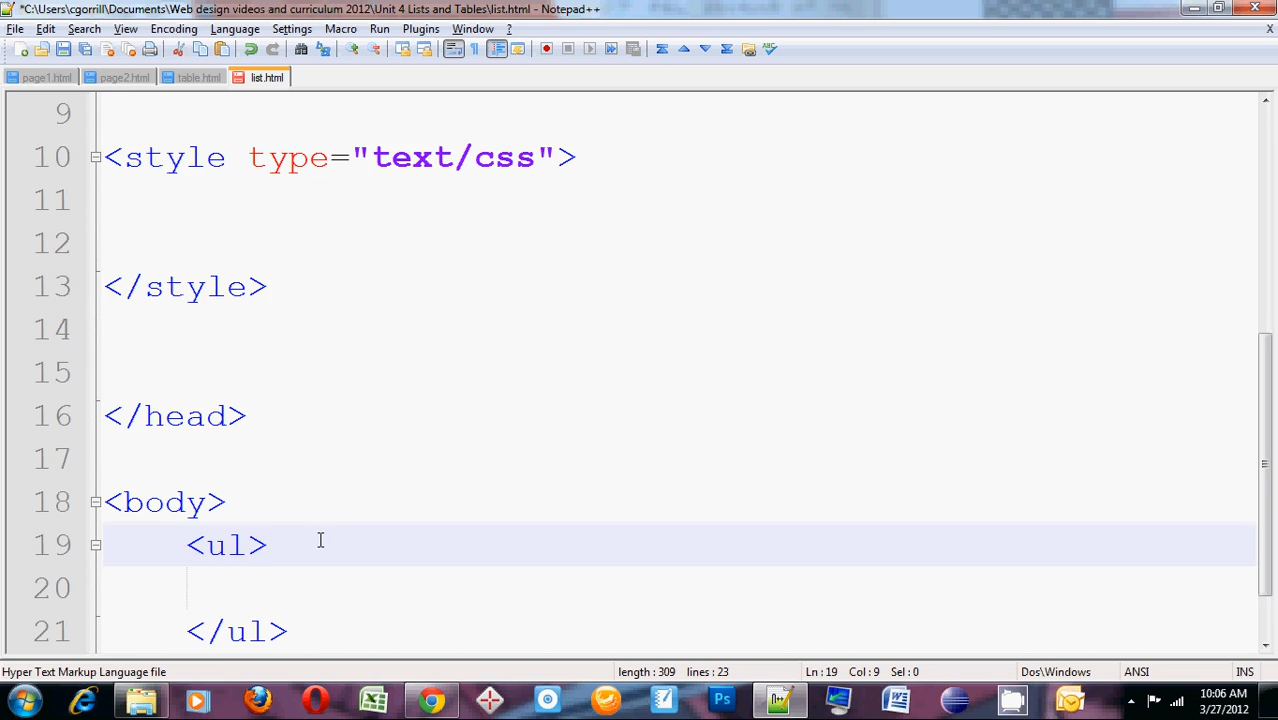 *C:\Users\cgorrill\Documents\Web design videos and curriculum 2012\Unit 4 Lists and Tables\list.html - Notepad++
File Edit Search View Encoding Language Settings Macro Run Plugins Window ? X
page1.html page2.html table.html list.html
9
10 <style type="text/css">
11
12
13 </style>
14
15
16 </head>
17
18 <body>
19 <ul>
20
21 </ul>
Hyper Text Markup Language file length : 309 lines : 23 Ln : 19 Col : 9 Sel : 0 Dos\Windows ANSI INS
Ps
10:06 AM
3/27/2012